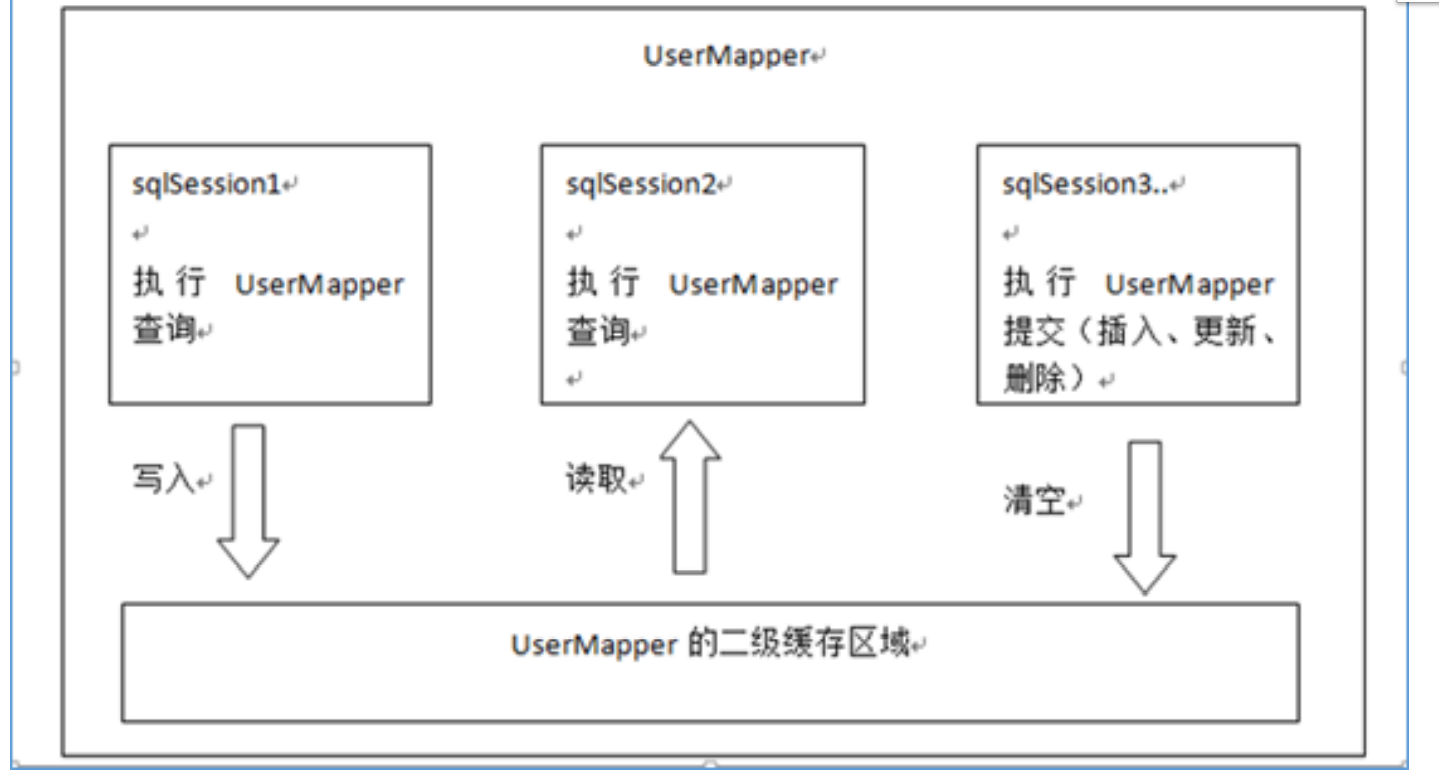 UserMapper
sqlSession1
执行 UserMapper
查询
sqlSession2
执行 UserMapper
查询
sqlSession3..
执行 UserMapper
提交（插入、更新、
删除）
写入
读取
清空
UserMapper 的二级缓存区域